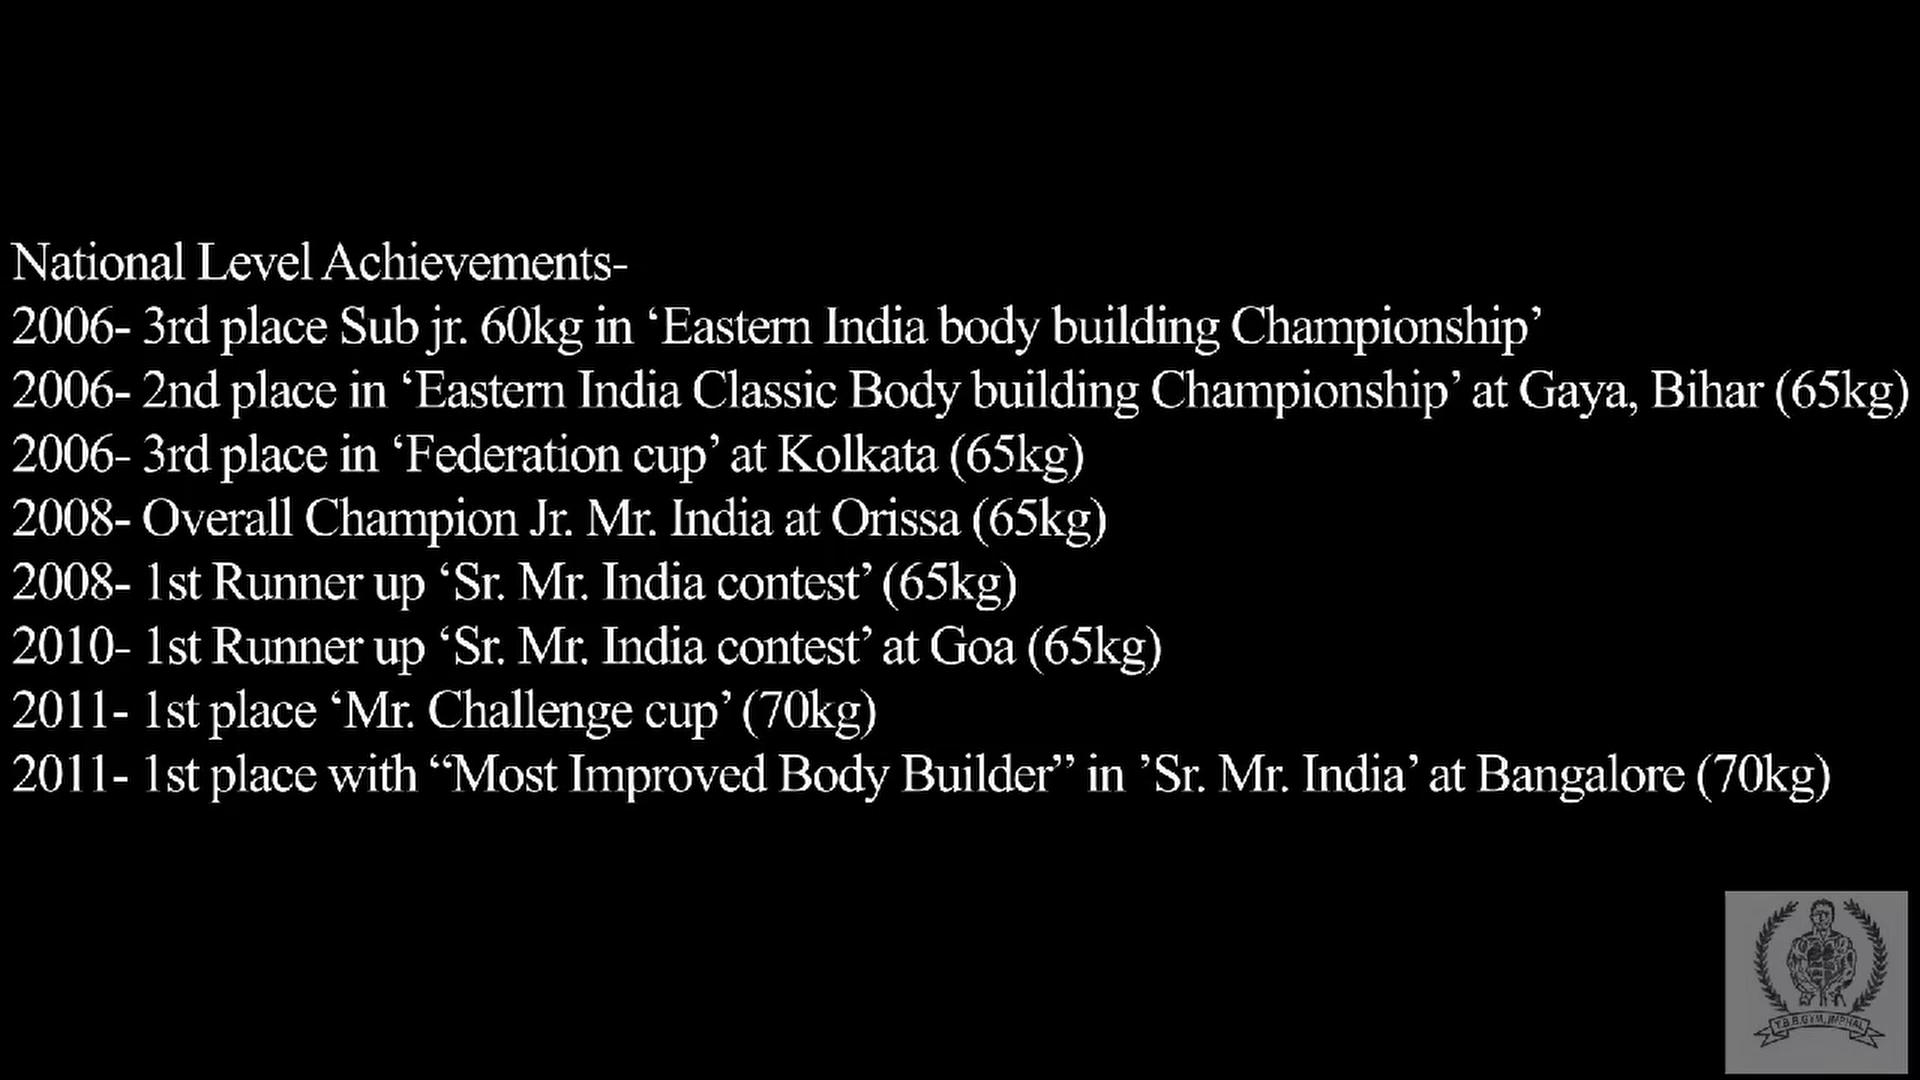 National Level Achievements-
2006- 3rd place Sub jr. 60kg in ‘Eastern India body building Championship’
2006- 2nd place in ‘Eastern India Classic Body building Championship’ at Gaya, Bihar (65kg)
2006- 3rd place in ‘Federation cup’ at Kolkata (65kg)
2008- Overall Champion Jr. Mr. India at Orissa (65kg)
2008- 1st Runner up ‘Sr. Mr. India contest’ (65kg)
2010- 1st Runner up ‘Sr. Mr. India contest’ at Goa (65kg)
2011- 1st place ‘Mr. Challenge cup’ (70kg)
2011- 1st place with “Most Improved Body Builder” in ’Sr. Mr. India’ at Bangalore (70kg)
T.B.B.GYM, IMPHAL